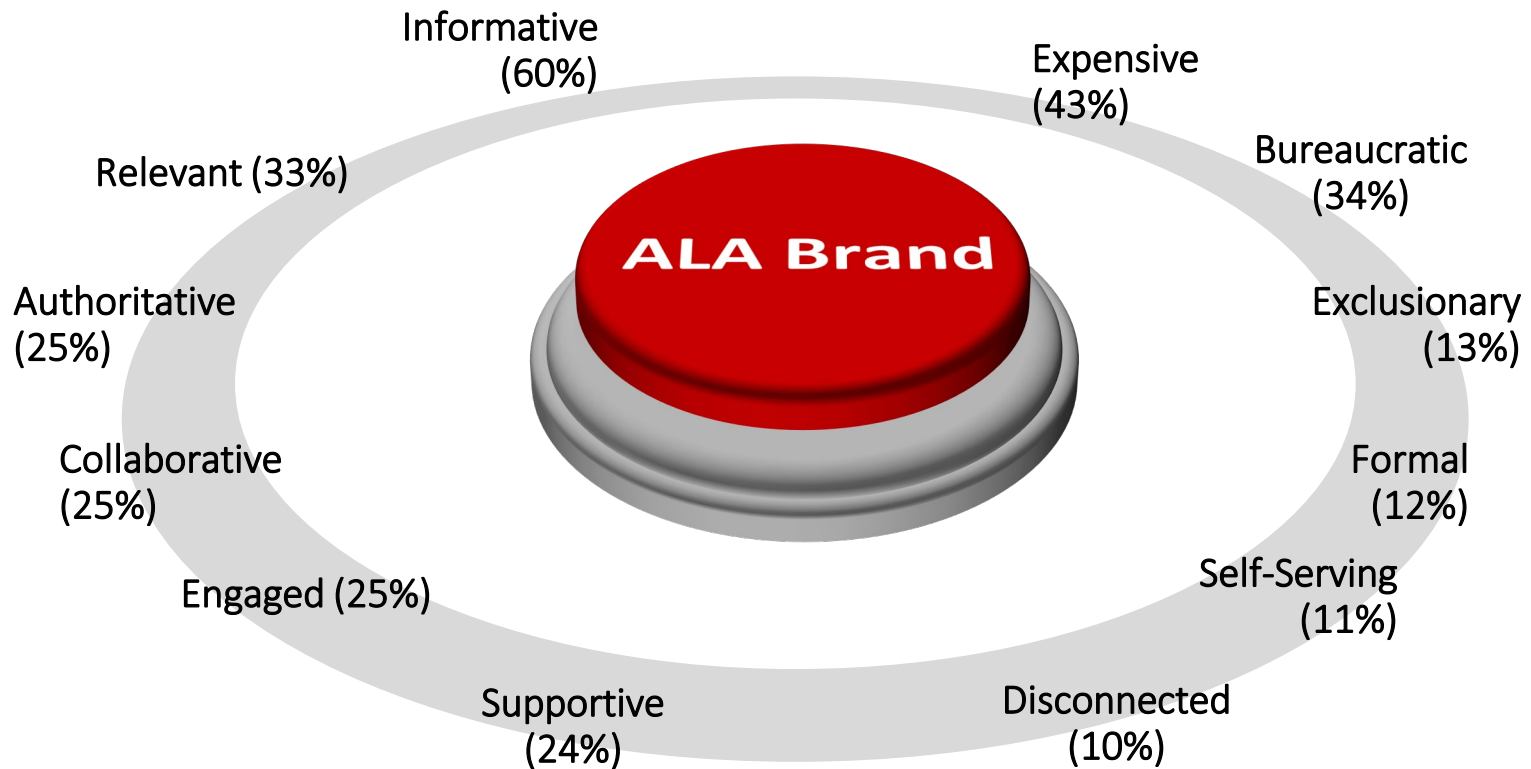 Informative
(60%)
Expensive
(43%)
Bureaucratic
(34%)
Relevant (33%)
ALA Brand
Authoritative
(25%)
Exclusionary
(13%)
Collaborative
(25%)
Formal
(12%)
Engaged (25%)
Self-Serving
(11%)
Supportive
(24%)
Disconnected
(10%)